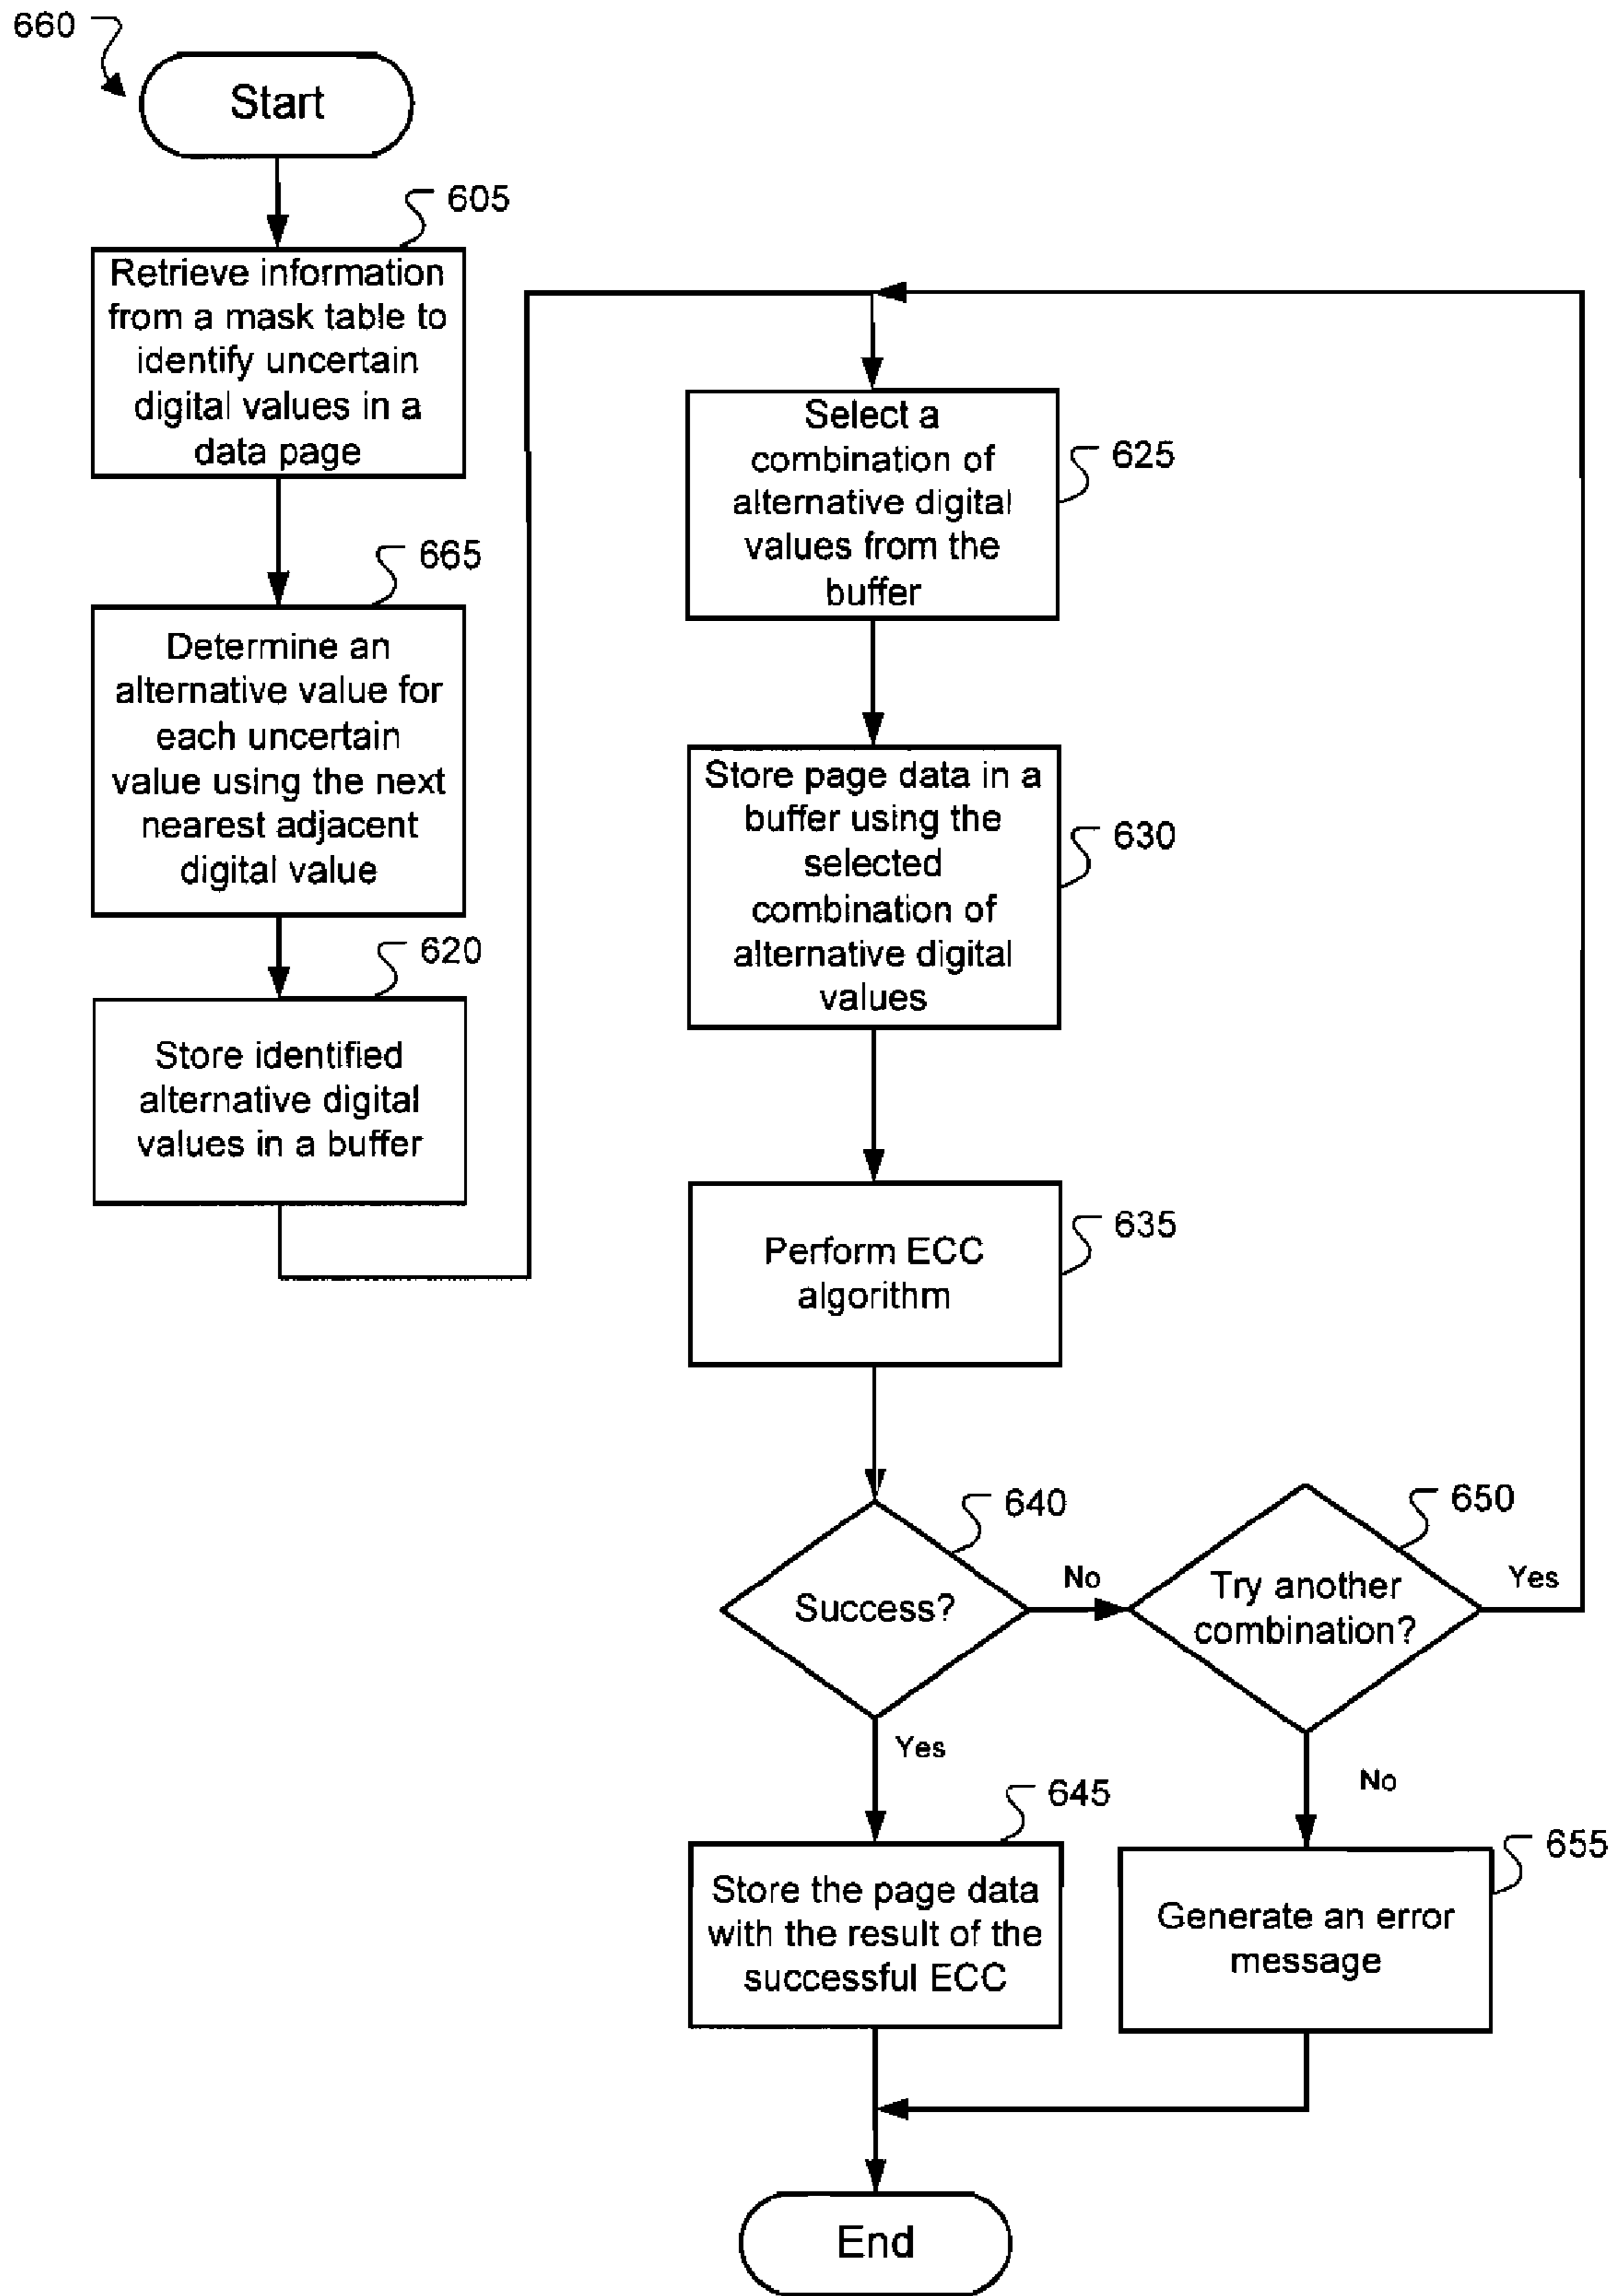 660
Start
605
Retrieve information
from a mask table to
identify uncertain
digital values in a
data page
665
Determine an
alternative value for
each uncertain
value using the next
nearest adjacent
digital value
620
Store identified
alternative digital
values in a buffer
625
Select a
combination of
alternative digital
values from the
buffer
630
Store page data in a
buffer using the
selected
combination of
alternative digital
values
635
Perform ECC
algorithm
640
Success?
No
Yes
650
Try another
combination?
Yes
No
645
Store the page data
with the result of the
successful ECC
655
Generate an error
message
End